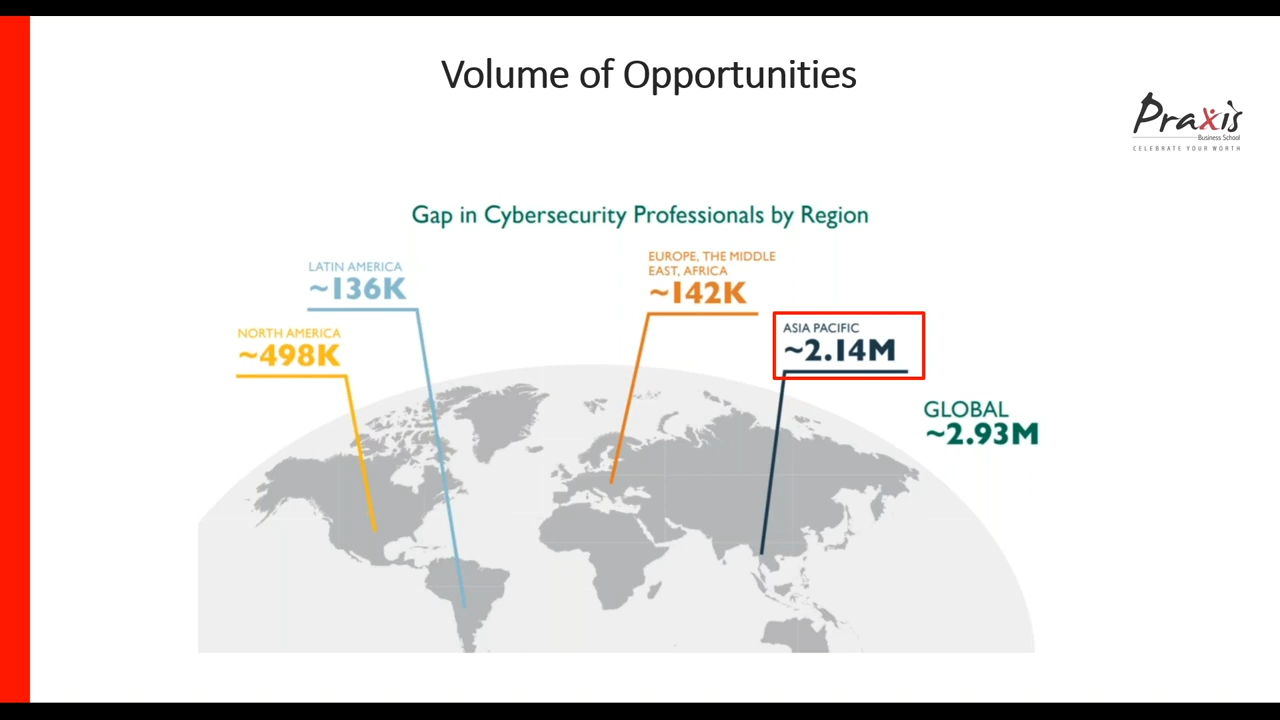 Volume of Opportunities
Praxis
Business School
CELEBRATE YOUR WORTH
Gap in Cybersecurity Professionals by Region
LATIN AMERICA
~136K
EUROPE, THE MIDDLE
EAST, AFRICA
~142K
NORTH AMERICA
~498K
ASIA PACIFIC
~2.14M
GLOBAL
~2.93M